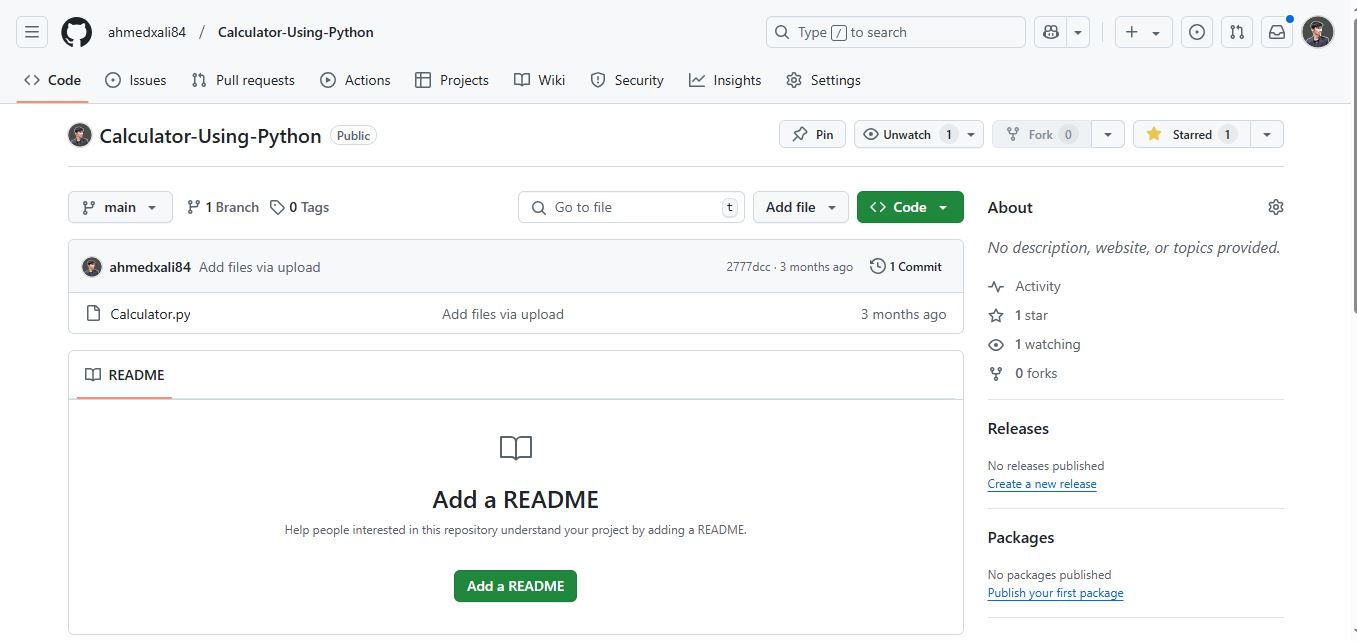 ahmedxali84 / Calculator-Using-Python Type / to search
Code Issues Pull requests Actions Projects Wiki Security Insights Settings
Calculator-Using-Python Public Pin Unwatch 1 Fork 0 Starred 1
main 1 Branch 0 Tags Go to file t Add file Code
ahmedxali84 Add files via upload 2777dcc · 3 months ago 1 Commit
Calculator.py Add files via upload 3 months ago
README
Add a README
Help people interested in this repository understand your project by adding a README.
Add a README
About
No description, website, or topics provided.
Activity
1 star
1 watching
0 forks
Releases
No releases published
Create a new release
Packages
No packages published
Publish your first package